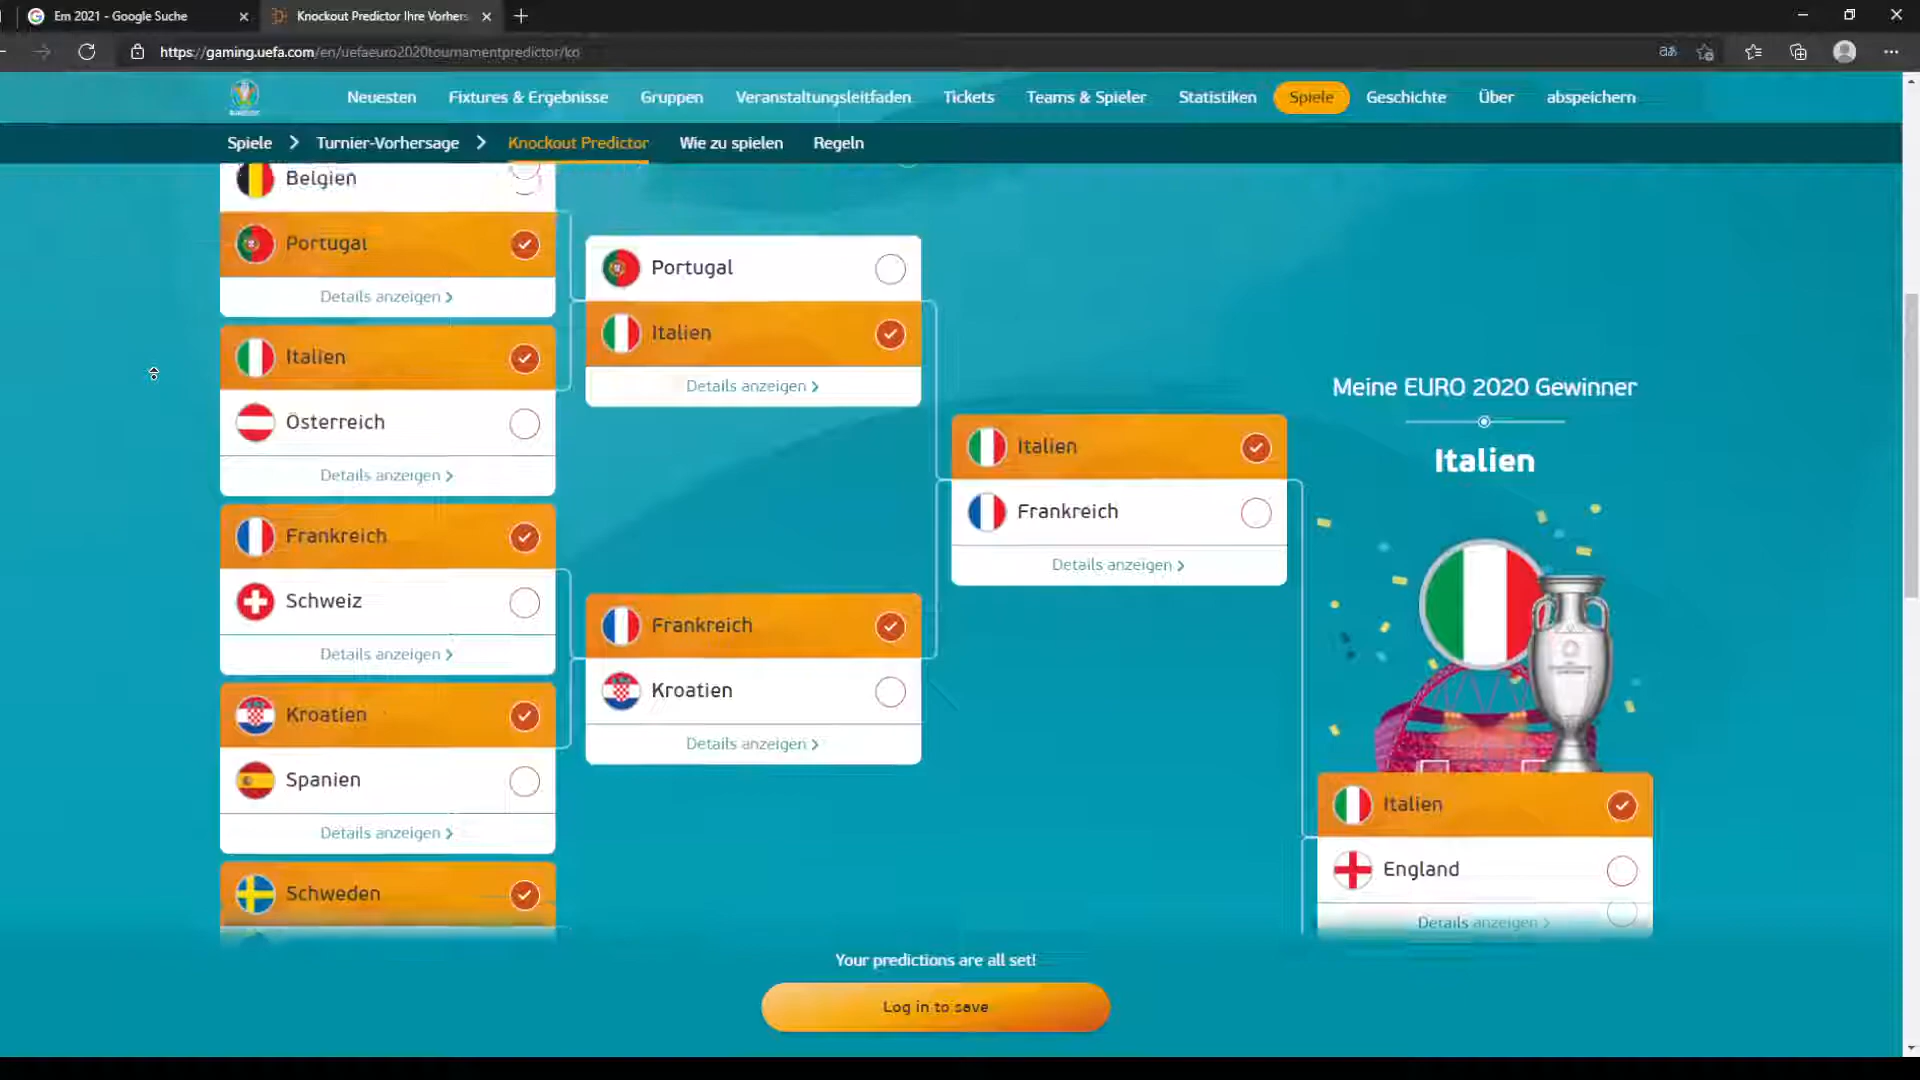 Em 2021 - Google Suche
Knockout Predictor Ihre Vorhers
https://gaming.uefa.com/en/uefaeuro2020tournamentpredictor/ko
Neuesten Fixtures & Ergebnisse Gruppen Veranstaltungsleitfaden Tickets Teams & Spieler Statistiken Spiele Geschichte Über abspeichern
Spiele Turnier-Vorhersage Knockout Predictor Wie zu spielen Regeln
Belgien
Portugal
Details anzeigen
Italien
Österreich
Details anzeigen
Frankreich
Schweiz
Details anzeigen
Kroatien
Spanien
Details anzeigen
Schweden
Portugal
Italien
Details anzeigen
Frankreich
Kroatien
Details anzeigen
Italien
Frankreich
Details anzeigen
Meine EURO 2020 Gewinner
Italien
Italien
England
Details anzeigen
Your predictions are all set!
Log in to save